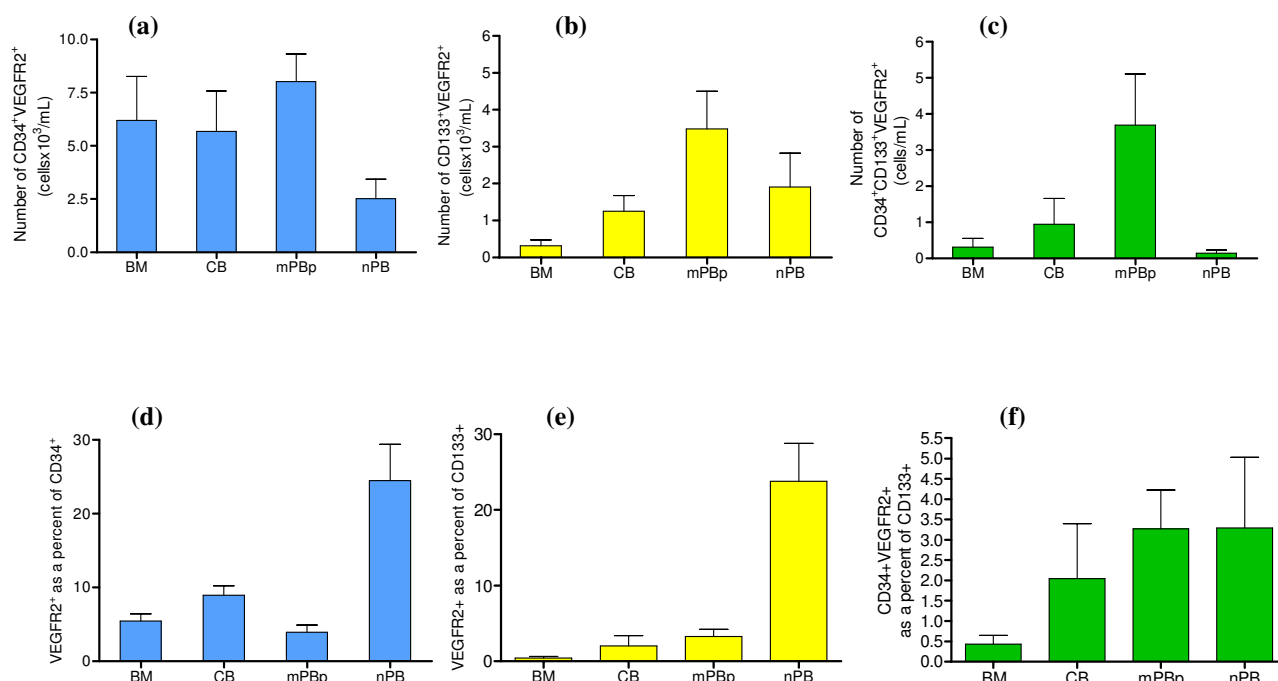 (a)
Number of CD34+VEGFR2+
(cellsx10³/mL)
10.0
7.5
5.0
2.5
0.0
BM CB mPBp nPB
(b)
Number of CD133+VEGFR2+
(cellsx10³/mL)
6
5
4
3
2
1
0
BM CB mPBp nPB
(c)
Number of
CD34+CD133+VEGFR2+
(cells/mL)
6
5
4
3
2
1
0
BM CB mPBp nPB
(d)
VEGFR2+ as a percent of CD34+
30
20
10
0
BM CB mPBp nPB
(e)
VEGFR2+ as a percent of CD133+
30
20
10
0
BM CB mPBp nPB
(f)
CD34+VEGFR2+
as a percent of CD133+
5.5
5.0
4.5
4.0
3.5
3.0
2.5
2.0
1.5
1.0
0.5
0.0
BM CB mPBp nPB